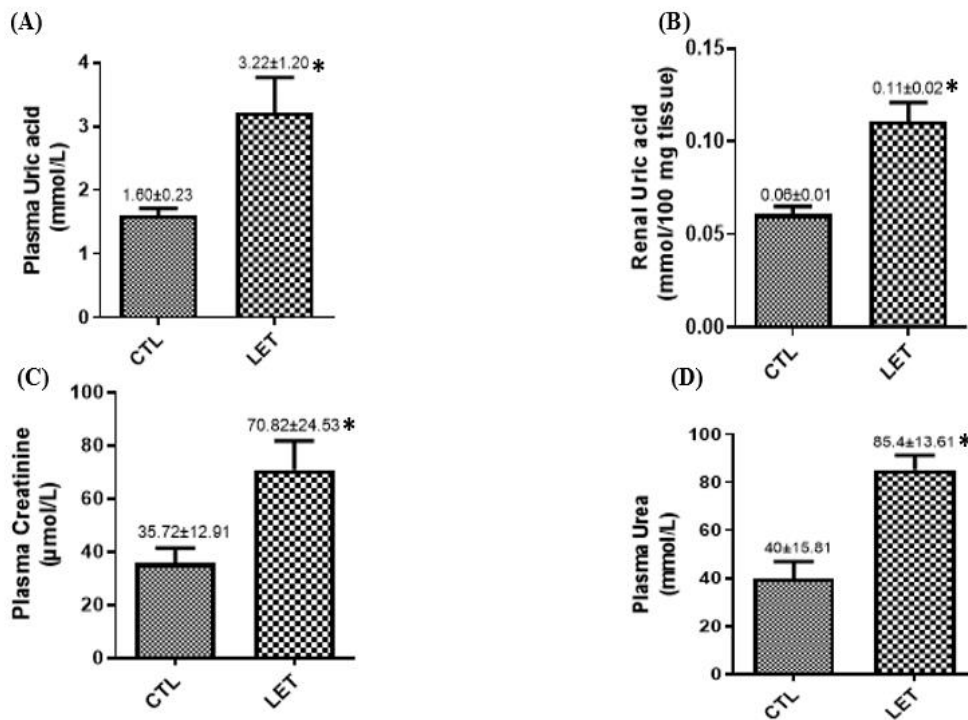 (A)
Plasma Uric acid
(mmol/L)
4
3
2
1
0
1.60±0.23
3.22±1.20 *
CTL
LET
(B)
Renal Uric acid
(mmol/100 mg tissue)
0.15
0.10
0.05
0.00
0.06±0.01
0.11±0.02 *
CTL
LET
(C)
Plasma Creatinine
(µmol/L)
100
80
60
40
20
0
35.72±12.91
70.82±24.53 *
CTL
LET
(D)
Plasma Urea
(mmol/L)
100
80
60
40
20
0
40±15.81
85.4±13.61 *
CTL
LET